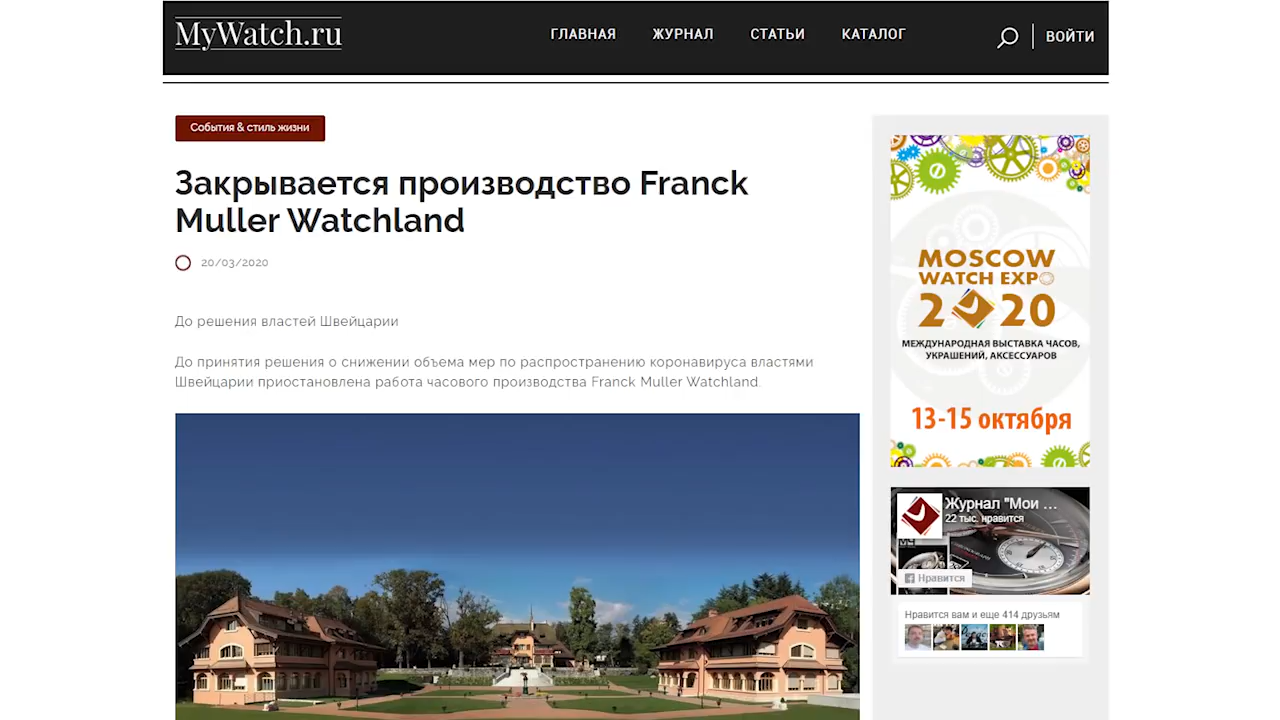 MyWatch.ru
ГЛАВНАЯ ЖУРНАЛ СТАТЬИ КАТАЛОГ
ВОЙТИ
События & стиль жизни
Закрывается производство Franck
Muller Watchland
20/03/2020
До решения властей Швейцарии
До принятия решения о снижении объема мер по распространению коронавируса властями
Швейцарии приостановлена работа часового производства Franck Muller Watchland.
MOSCOW
WATCH EXPO
2020
МЕЖДУНАРОДНАЯ ВЫСТАВКА ЧАСОВ,
УКРАШЕНИЙ, АКСЕССУАРОВ
13-15 октября
Журнал "Мои ...
22 тыс. нравится
Нравится
Нравится вам и еще 414 друзьям